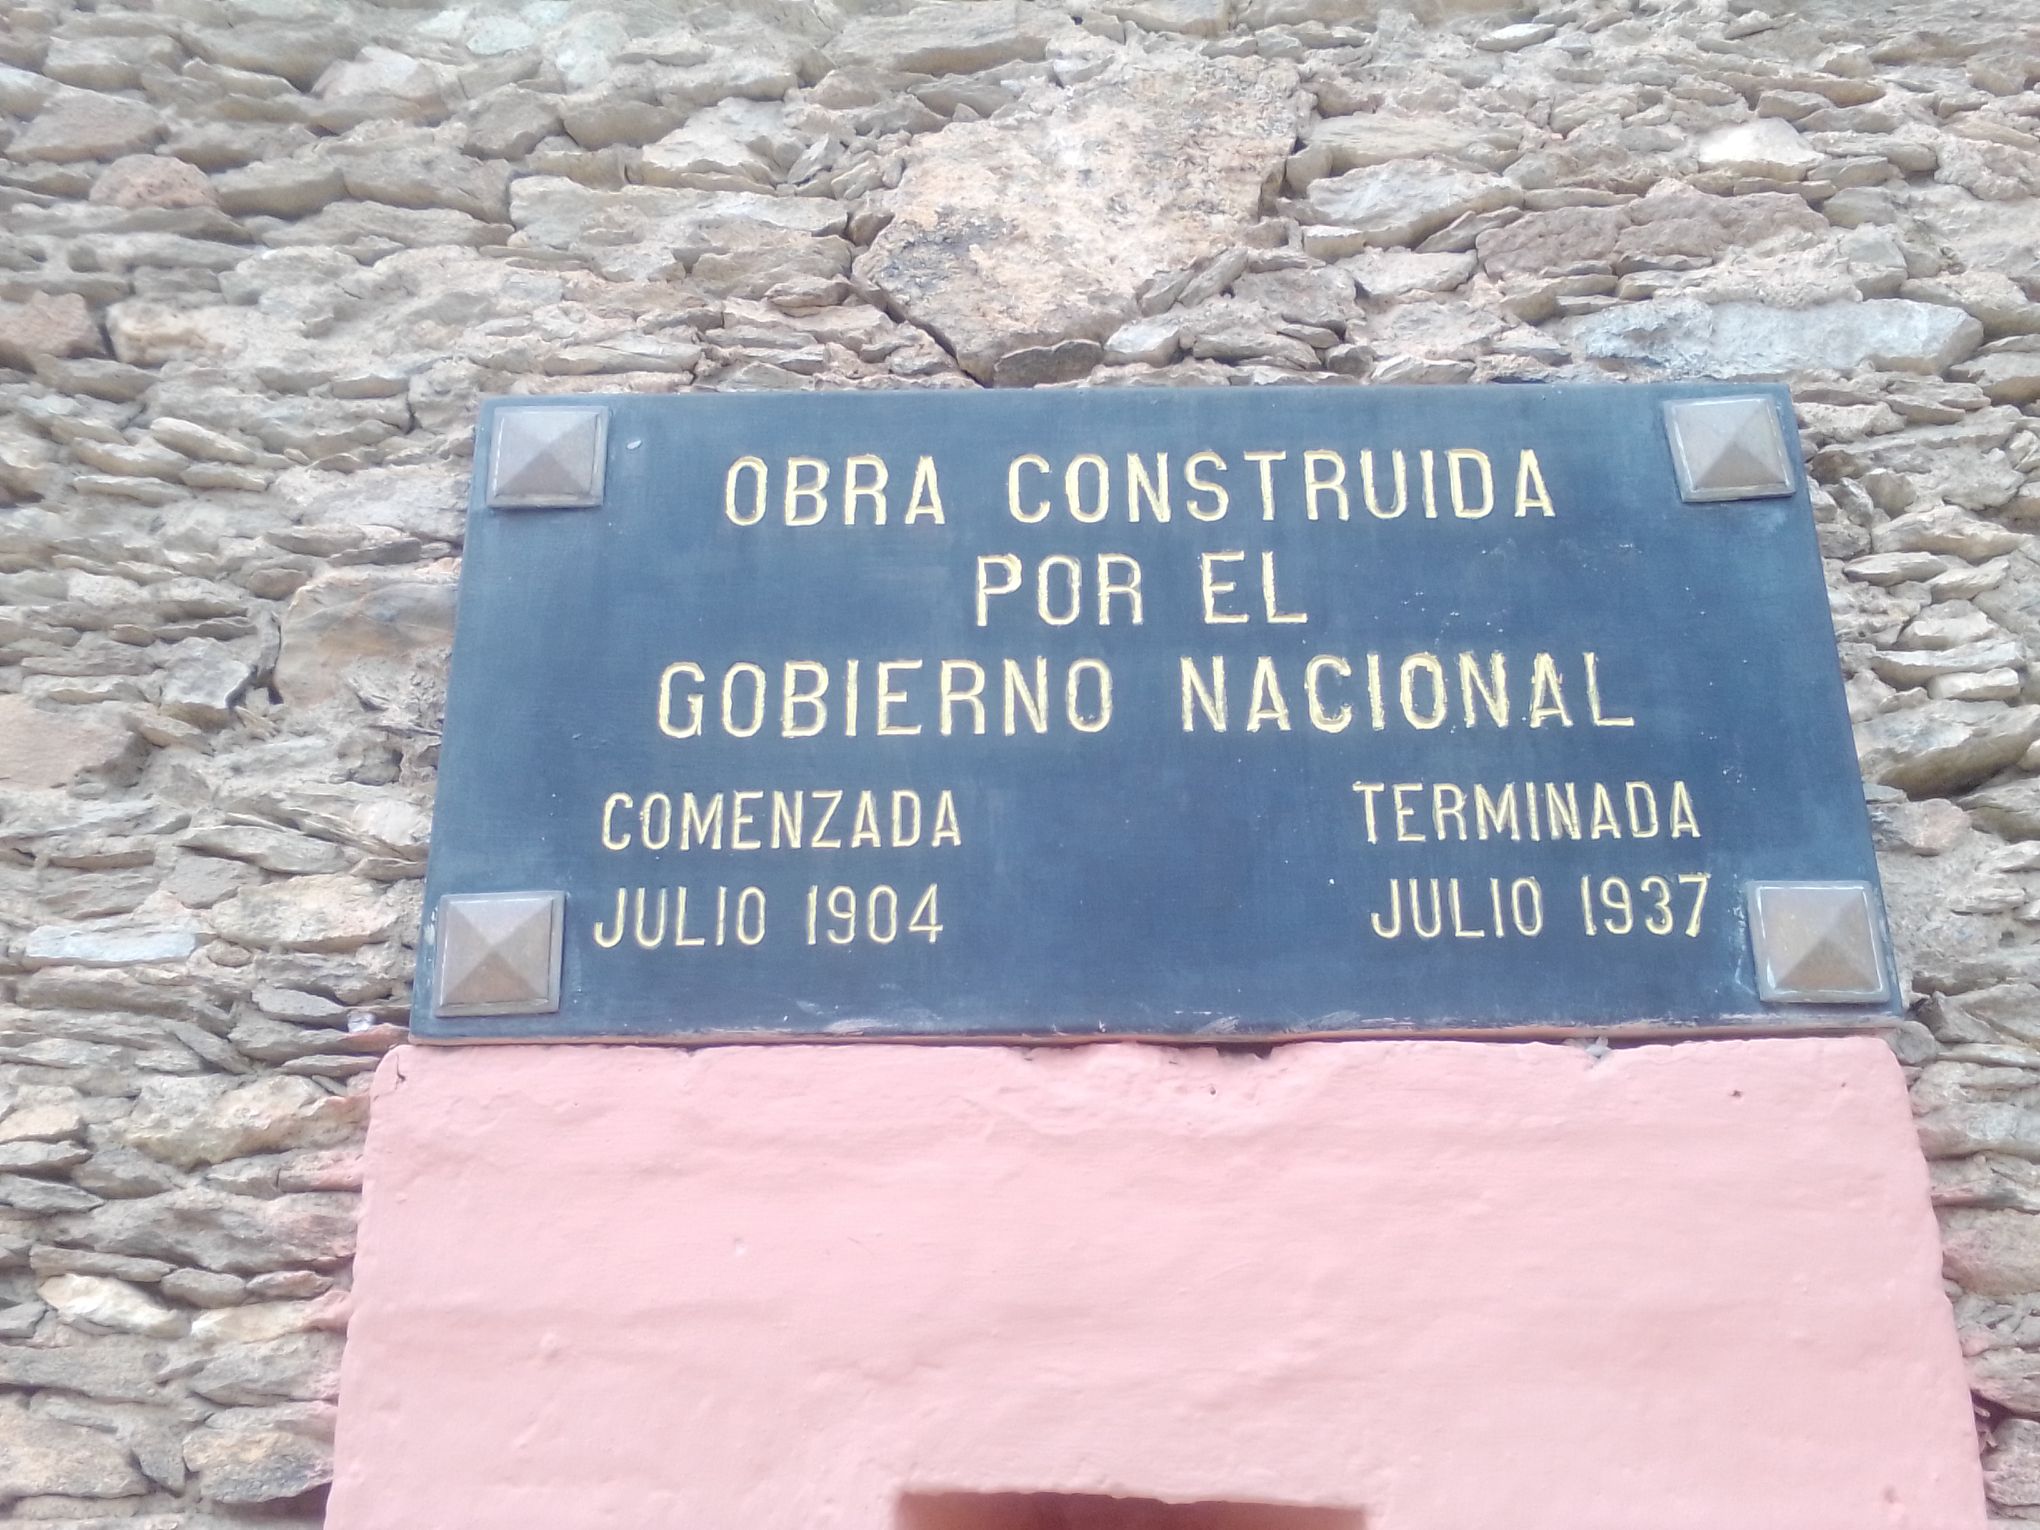 OBRA CONSTRUIDA
POR EL
GOBIERNO NACIONAL
COMENZADA TERMINADA
JULIO 1904 JULIO 1937